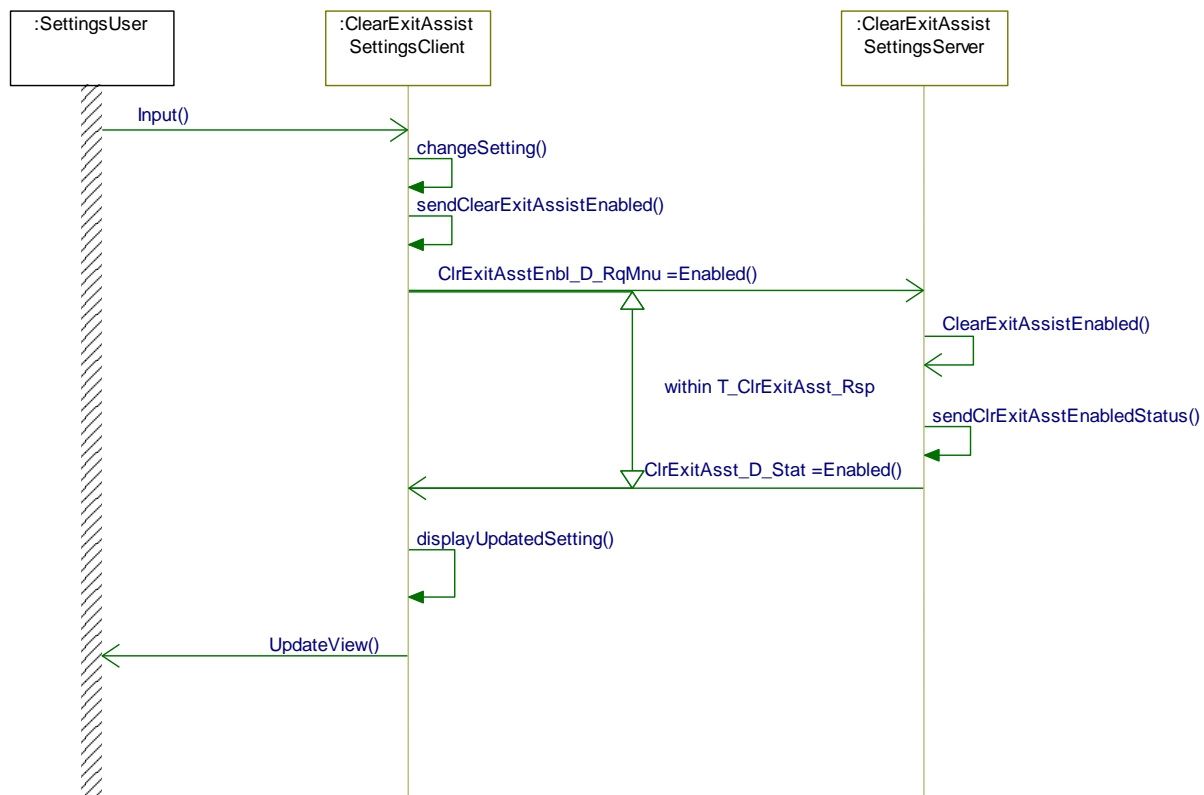 :SettingsUser
:ClearExitAssist
SettingsClient
:ClearExitAssist
SettingsServer
Input()
changeSetting()
sendClearExitAssistEnabled()
ClrExitAsstEnbl_D_RqMnu =Enabled()
ClearExitAssistEnabled()
within T_ClrExitAsst_Rsp
sendClrExitAsstEnabledStatus()
ClrExitAsst_D_Stat =Enabled()
displayUpdatedSetting()
UpdateView()